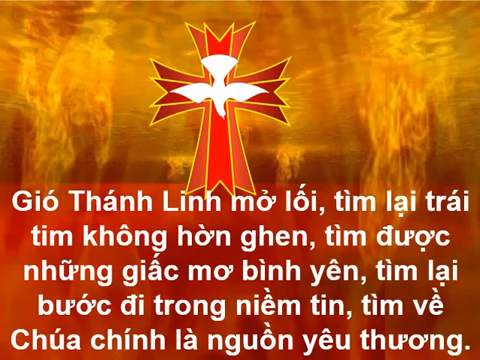 Gió Thánh Linh mở lối, tìm lại trái
tim không hờn ghen, tìm được
những giấc mơ bình yên, tìm lại
bước đi trong niềm tin, tìm về
Chúa chính là nguồn yêu thương.